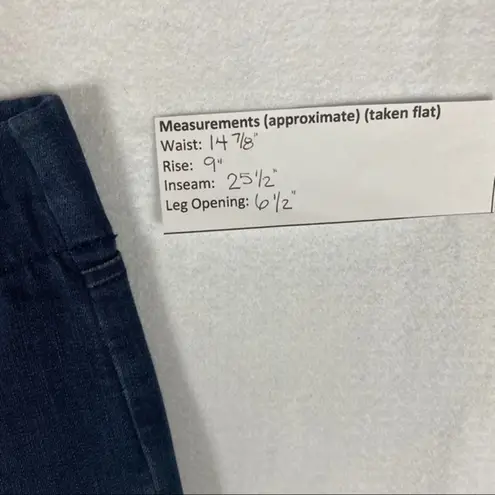 Measurements (approximate) (taken flat)
Waist: 14 7/8"
Rise: 9"
Inseam: 25 1/2"
Leg Opening: 6 1/2"